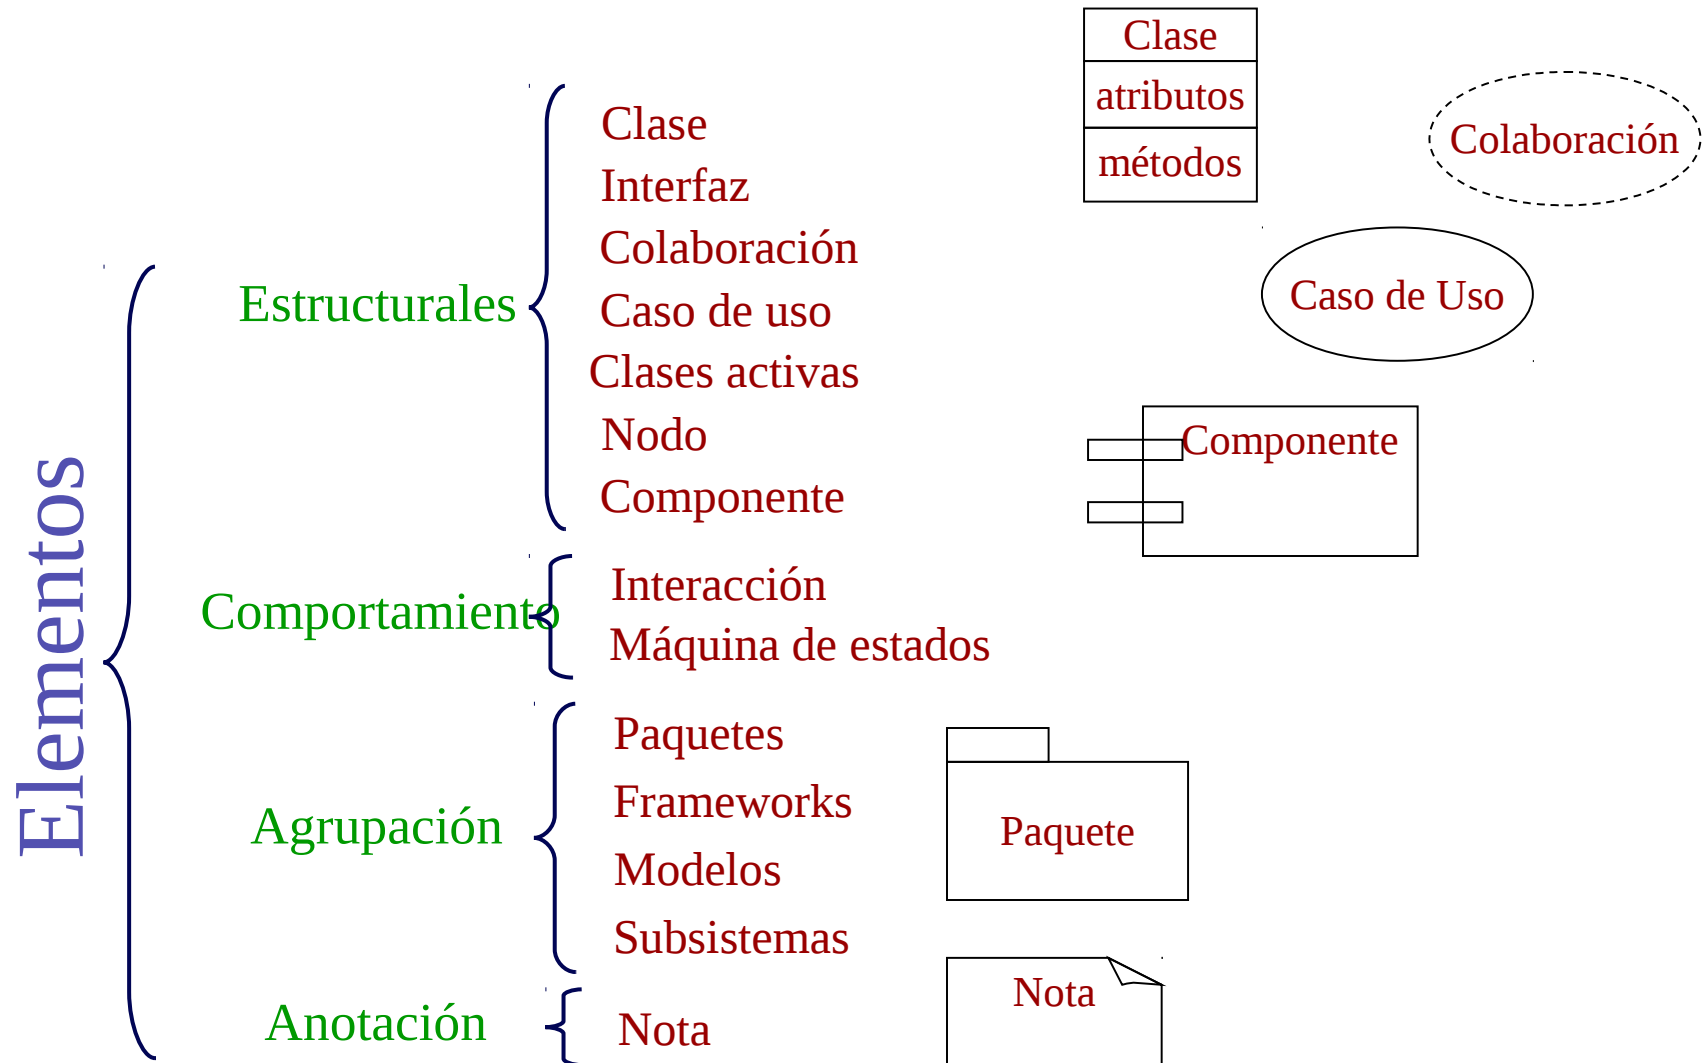 Elementos
Estructurales
Clase
Interfaz
Colaboración
Caso de uso
Clases activas
Nodo
Componente
Comportamiento
Interacción
Máquina de estados
Agrupación
Paquetes
Frameworks
Modelos
Subsistemas
Anotación
Nota
Clase
atributos
métodos
Colaboración
Caso de Uso
Componente
Paquete
Nota